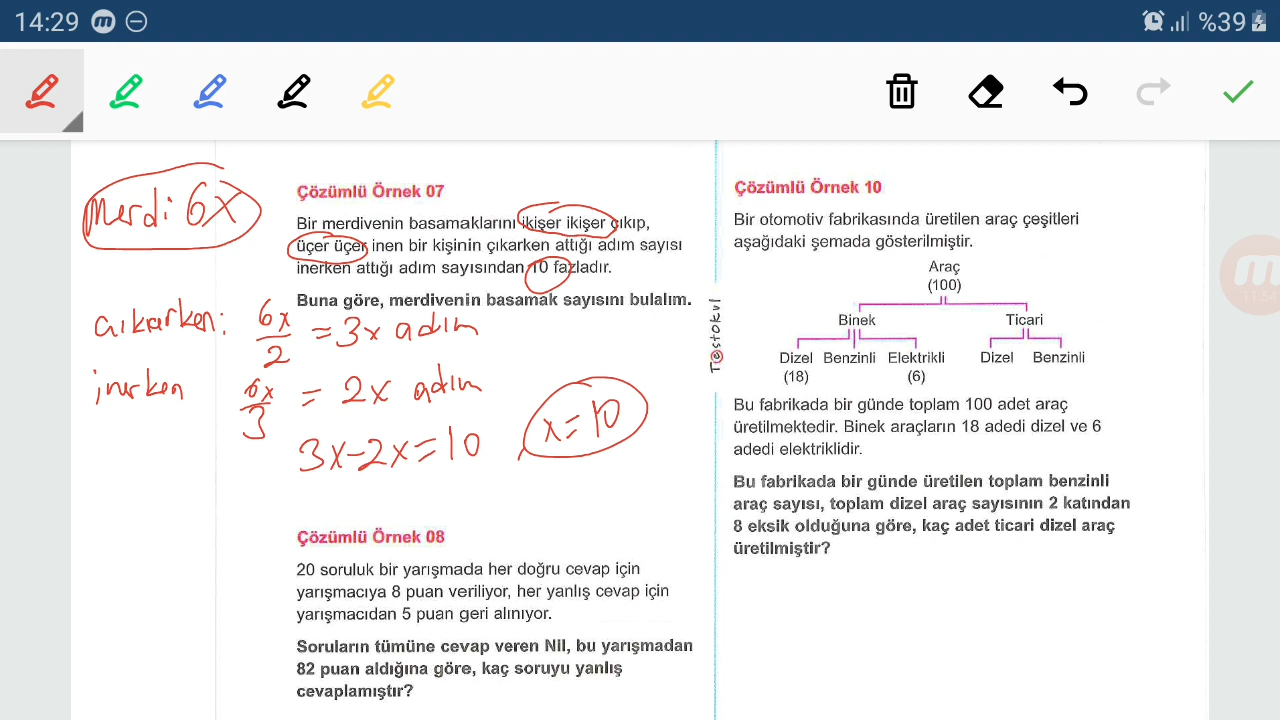 14:29
%39
Merdi 6x
Çözümlü Örnek 07
Bir merdivenin basamaklarını ikişer ikişer çıkıp,
üçer üçer inen bir kişinin çıkarken attığı adım sayısı
inerken attığı adım sayısından 10 fazladır.
Buna göre, merdivenin basamak sayısını bulalım.
cıkarken: 6x/2 = 3x adım
inerken 6x/3 = 2x adım
3x-2x=10
x=10
Çözümlü Örnek 08
20 soruluk bir yarışmada her doğru cevap için
yarışmacıya 8 puan veriliyor, her yanlış cevap için
yarışmacıdan 5 puan geri alınıyor.
Soruların tümüne cevap veren Nil, bu yarışmadan
82 puan aldığına göre, kaç soruyu yanlış
cevaplamıştır?
Testokul
Çözümlü Örnek 10
Bir otomotiv fabrikasında üretilen araç çeşitleri
aşağıdaki şemada gösterilmiştir.
Araç
(100)
Binek Ticari
Dizel Benzinli Elektrikli Dizel Benzinli
(18) (6)
Bu fabrikada bir günde toplam 100 adet araç
üretilmektedir. Binek araçların 18 adedi dizel ve 6
adedi elektriklidir.
Bu fabrikada bir günde üretilen toplam benzinli
araç sayısı, toplam dizel araç sayısının 2 katından
8 eksik olduğuna göre, kaç adet ticari dizel araç
üretilmiştir?
11:54